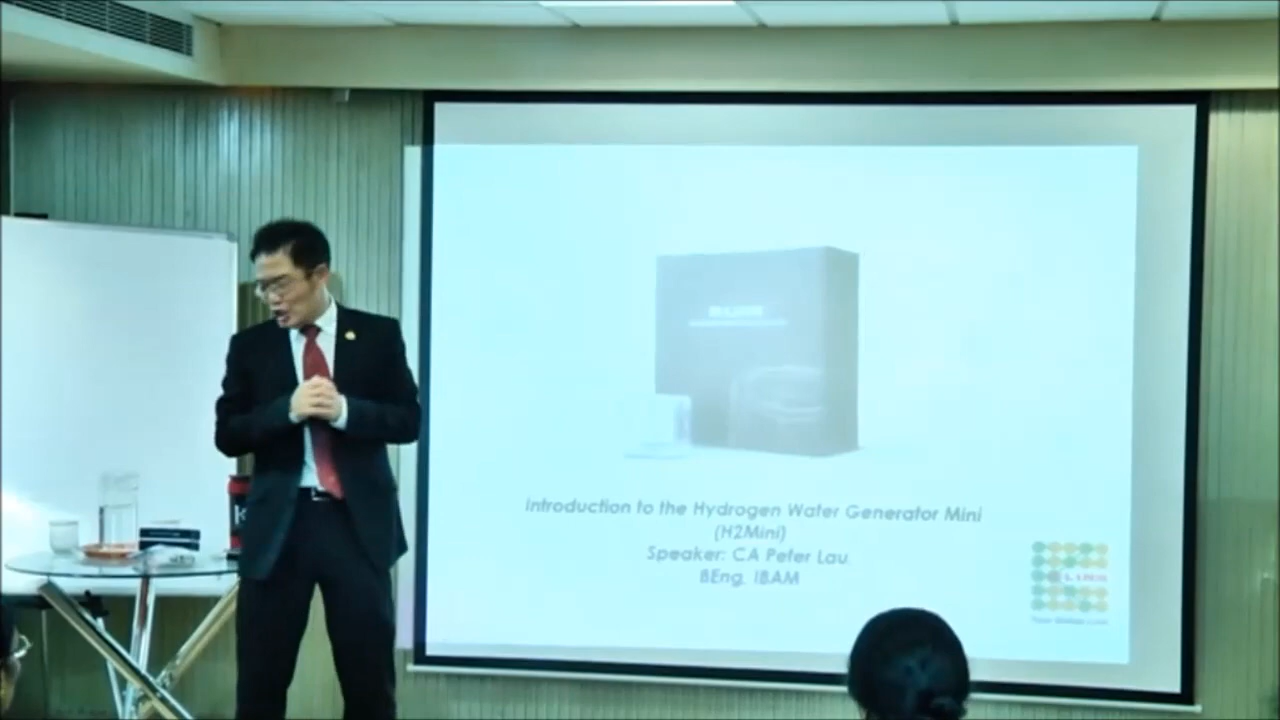 Introduction to the Hydrogen Water Generator Mini
(H2Mini)
Speaker: CA Peter Lau
BEng, IBAM